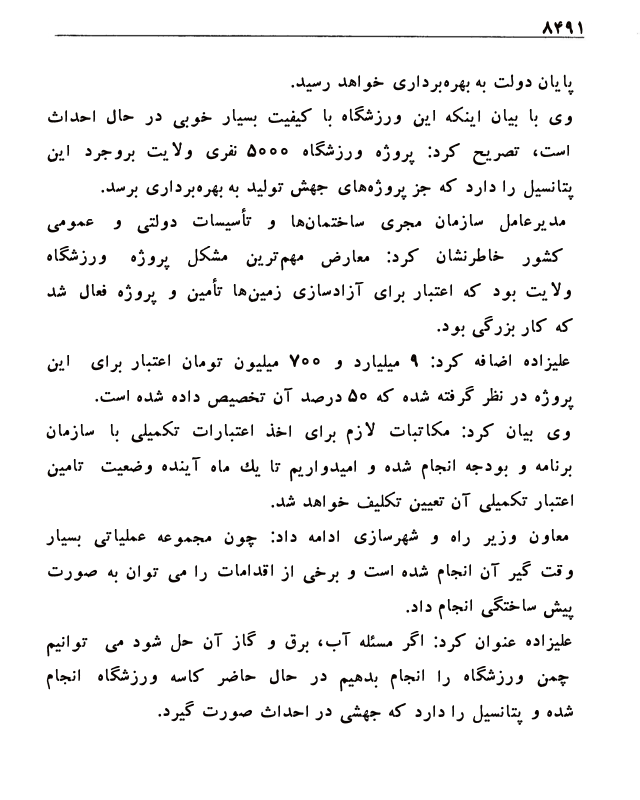 ۸۴۹۱
پایان دولت به بهره‌برداری خواهد رسید.
وی با بیان اینکه این ورزشگاه با کیفیت بسیار خوبی در حال احداث
است، تصریح کرد: پروژه ورزشگاه ۵۰۰۰ نفری ولایت بروجرد این
پتانسیل را دارد که جز پروژه‌های جهش تولید به بهره‌برداری برسد.
مدیرعامل سازمان مجری ساختمان‌ها و تأسیسات دولتی و عمومی
کشور خاطرنشان کرد: معارض مهم‌ترین مشکل پروژه ورزشگاه
ولایت بود که اعتبار برای آزادسازی زمین‌ها تأمین و پروژه فعال شد
که کار بزرگی بود.
علیزاده اضافه کرد: ۹ میلیارد و ۷۰۰ میلیون تومان اعتبار برای این
پروژه در نظر گرفته شده که ۵۰ درصد آن تخصیص داده شده است.
وی بیان کرد: مکاتبات لازم برای اخذ اعتبارات تکمیلی با سازمان
برنامه و بودجه انجام شده و امیدواریم تا یك ماه آینده وضعیت تامین
اعتبار تکمیلی آن تعیین تکلیف خواهد شد.
معاون وزیر راه و شهرسازی ادامه داد: چون مجموعه عملیاتی بسیار
وقت گیر آن انجام شده است و برخی از اقدامات را می توان به صورت
پیش ساختگی انجام داد.
علیزاده عنوان کرد: اگر مسئله آب، برق و گاز آن حل شود می توانیم
چمن ورزشگاه را انجام بدهیم در حال حاضر کاسه ورزشگاه انجام
شده و پتانسیل را دارد که جهشی در احداث صورت گیرد.